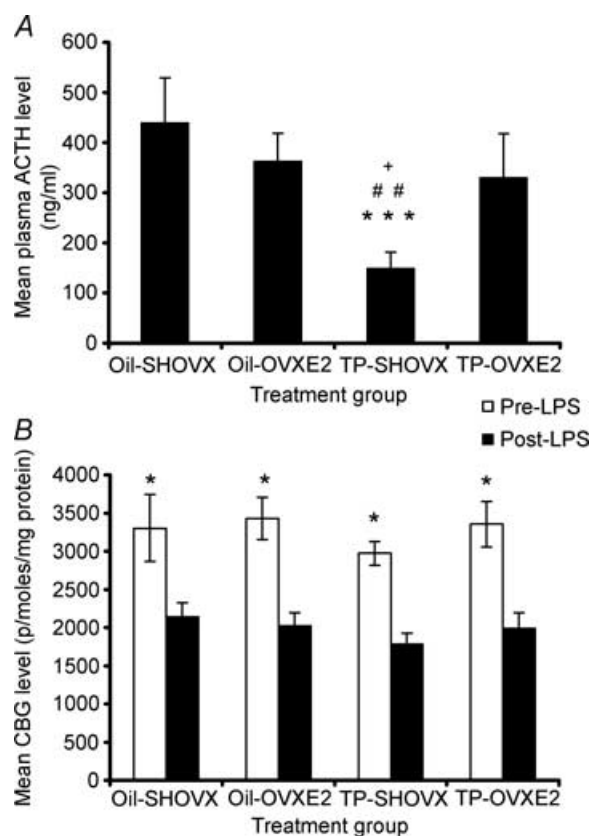 A
600
500
400
300
200
100
0
Mean plasma ACTH level
(ng/ml)
+
# #
* * *
Oil-SHOVX Oil-OVXE2 TP-SHOVX TP-OVXE2
Treatment group
Pre-LPS
Post-LPS
B
4000
3500
3000
2500
2000
1500
1000
500
0
Mean CBG level (p/moles/mg protein)
* * * *
Oil-SHOVX Oil-OVXE2 TP-SHOVX TP-OVXE2
Treatment group